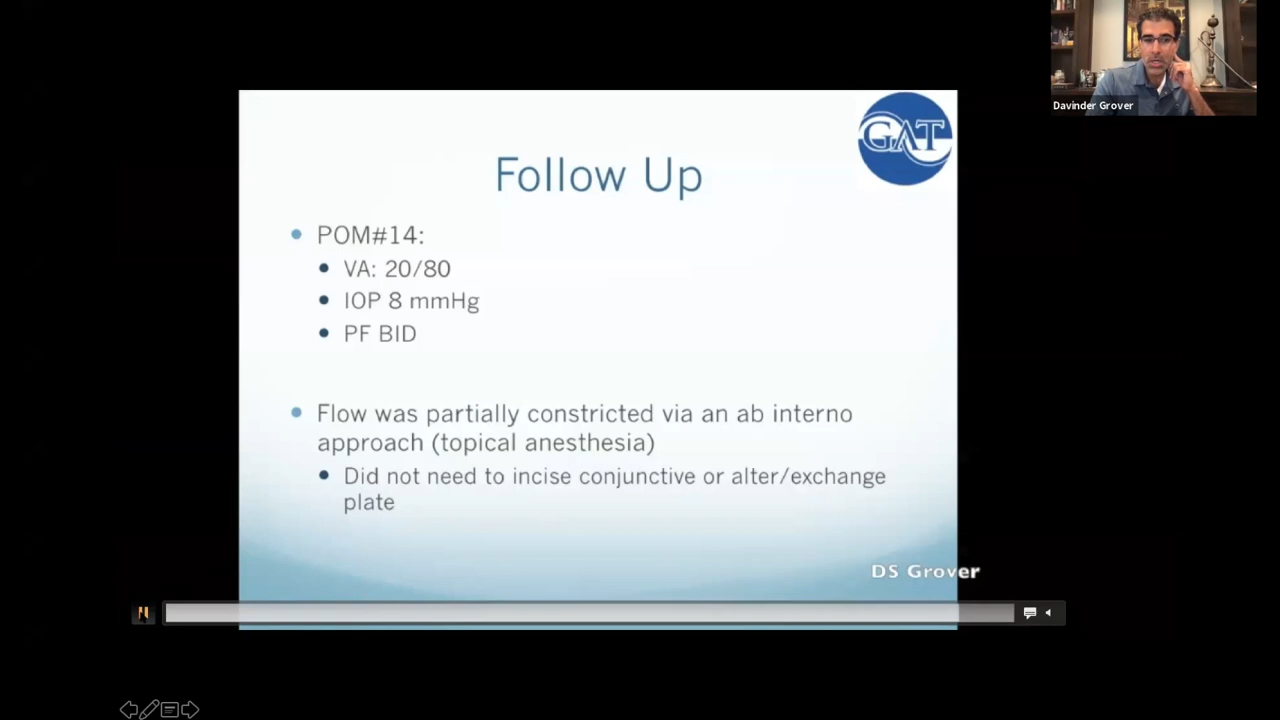 Davinder Grover
GAT
Follow Up
POM#14:
VA: 20/80
IOP 8 mmHg
PF BID
Flow was partially constricted via an ab interno
approach (topical anesthesia)
Did not need to incise conjunctive or alter/exchange
plate
DS Grover